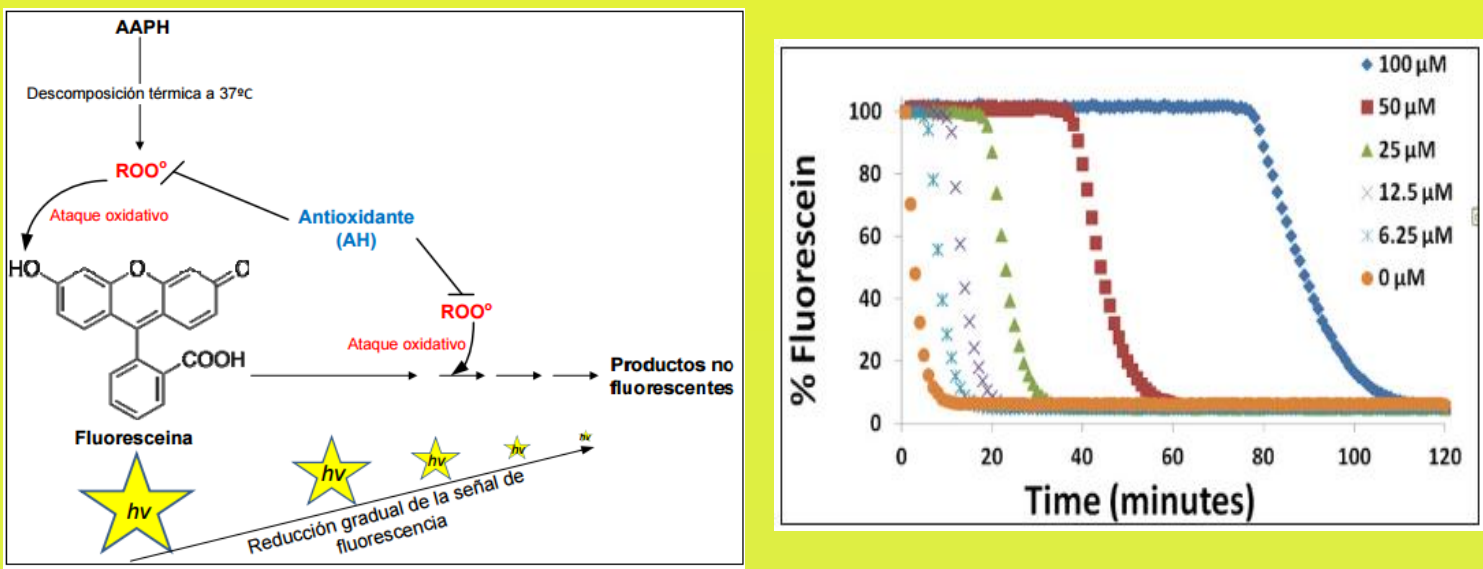 AAPH
Descomposición térmica a 37ºC
ROOº
Ataque oxidativo
Antioxidante
(AH)
HO
O
O
COOH
ROOº
Ataque oxidativo
Productos no
fluorescentes
Fluoresceina
hv
hv
hv
hv
hv
Reducción gradual de la señal de
fluorescencia
% Fluorescein
100
80
60
40
20
0
0 20 40 60 80 100 120
Time (minutes)
100 µM
50 µM
25 µM
12.5 µM
6.25 µM
0 µM